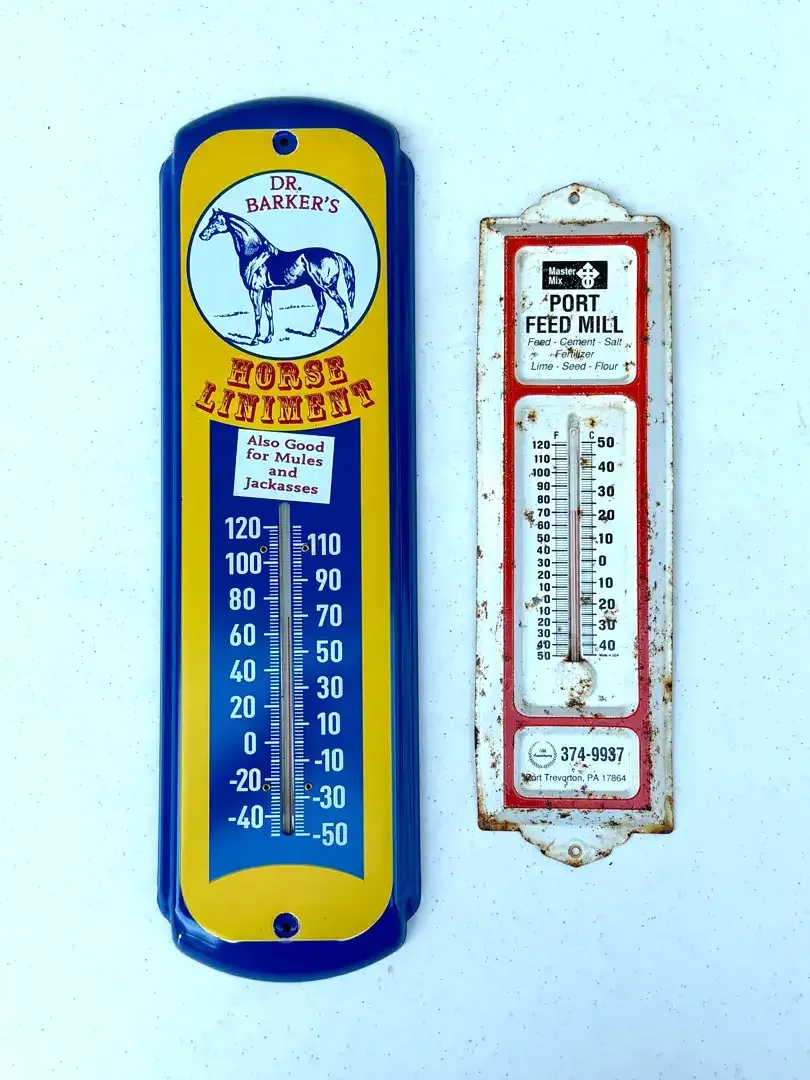 DR.
BARKER'S
HORSE
LINIMENT
Also Good
for Mules
and
Jackasses
120
110
100
90
80
70
60
50
40
30
20
10
0
-10
-20
-30
-40
-50
Master
Mix
PORT
FEED MILL
Feed - Cement - Salt
Fertilizer
Lime - Seed - Flour
F C
120 50
110
100 40
90
80 30
70 20
60
50 10
40
30 0
20
10 10
0
10 20
20
30 30
40 40
50
374-9937
Port Trevorton, PA 17864